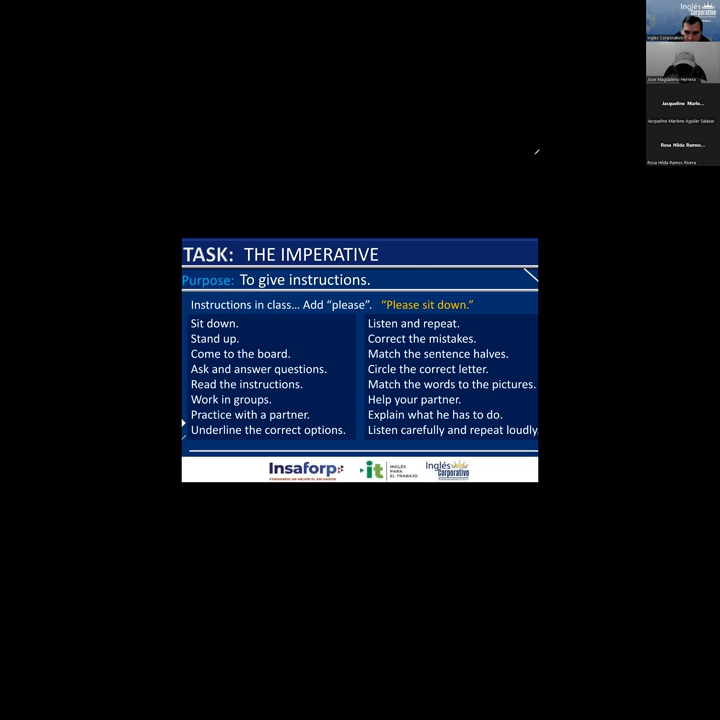 Inglés
Corporativo
Ingles Corporativo
Jose Magdaleno Herrera
Jacqueline Marle...
Jacqueline Marlene Aguilar Salazar
Rosa Hilda Ramos...
Rosa Hilda Ramos Rivera
TASK: THE IMPERATIVE
Purpose: To give instructions.
Instructions in class... Add “please”. “Please sit down.”
Sit down.
Stand up.
Come to the board.
Ask and answer questions.
Read the instructions.
Work in groups.
Practice with a partner.
Underline the correct options.
Listen and repeat.
Correct the mistakes.
Match the sentence halves.
Circle the correct letter.
Match the words to the pictures.
Help your partner.
Explain what he has to do.
Listen carefully and repeat loudly
Insaforp
FORMANDO UN MEJOR EL SALVADOR
it
INGLÉS
PARA
EL TRABAJO
Inglés
Corporativo